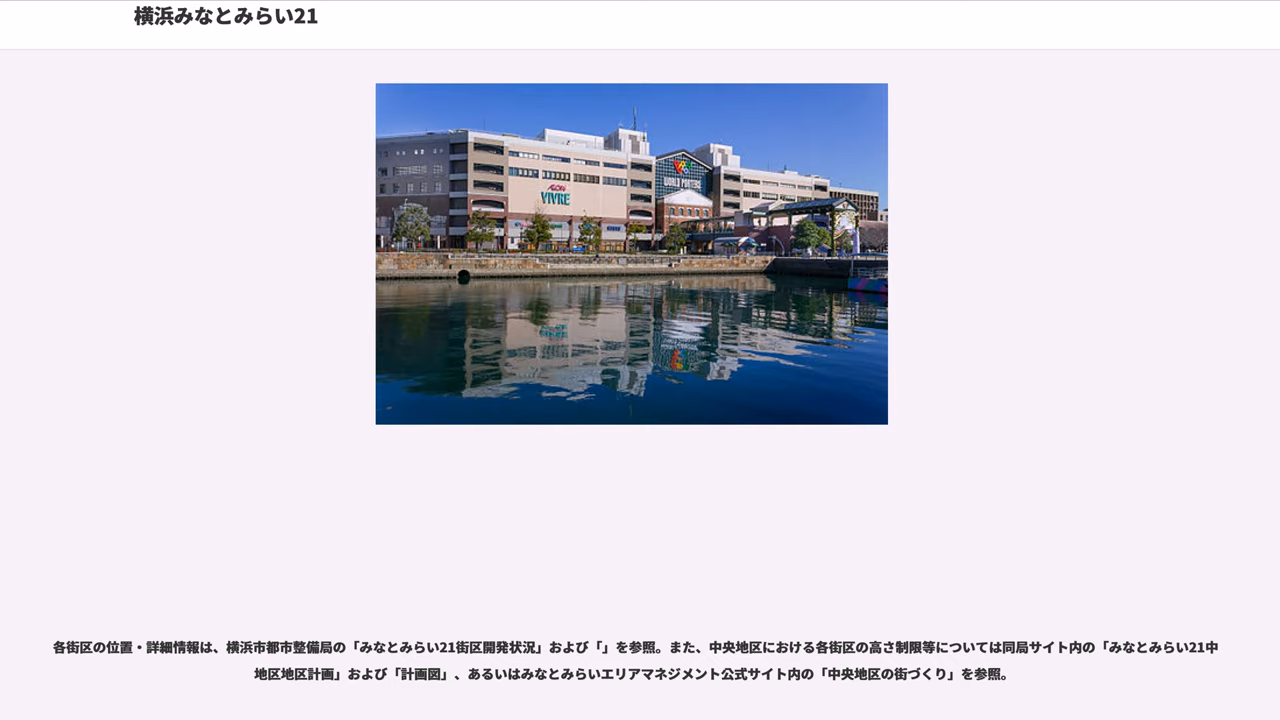 横浜みなとみらい21
AEON
VIVRE
WORLD PORTERS
各街区の位置・詳細情報は、横浜市都市整備局の「みなとみらい21街区開発状況」および「」を参照。また、中央地区における各街区の高さ制限等については同局サイト内の「みなとみらい21中
地区地区計画」および「計画図」、あるいはみなとみらいエリアマネジメント公式サイト内の「中央地区の街づくり」を参照。